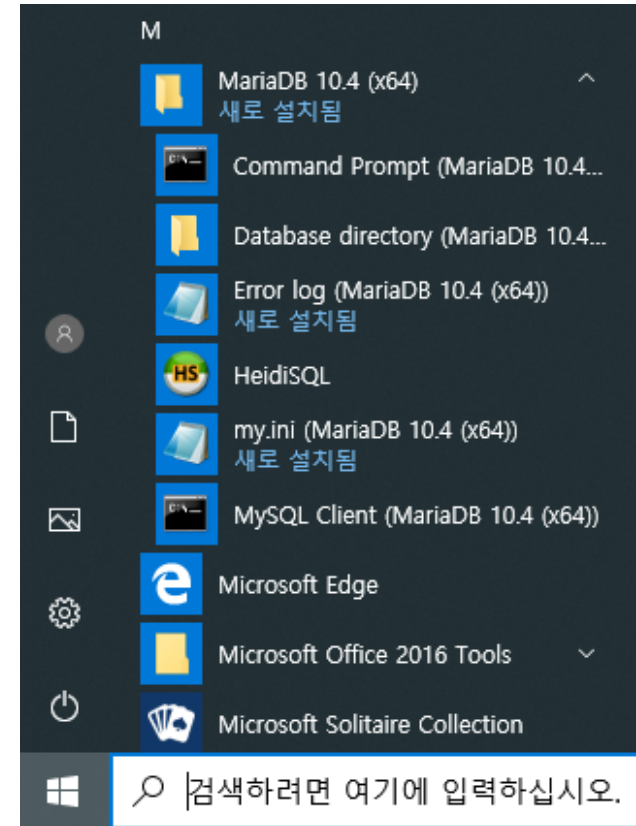 M
MariaDB 10.4 (x64)
새로 설치됨
Command Prompt (MariaDB 10.4...
Database directory (MariaDB 10.4...
Error log (MariaDB 10.4 (x64))
새로 설치됨
HS
HeidiSQL
my.ini (MariaDB 10.4 (x64))
새로 설치됨
MySQL Client (MariaDB 10.4 (x64))
Microsoft Edge
Microsoft Office 2016 Tools
Microsoft Solitaire Collection
검색하려면 여기에 입력하십시오.